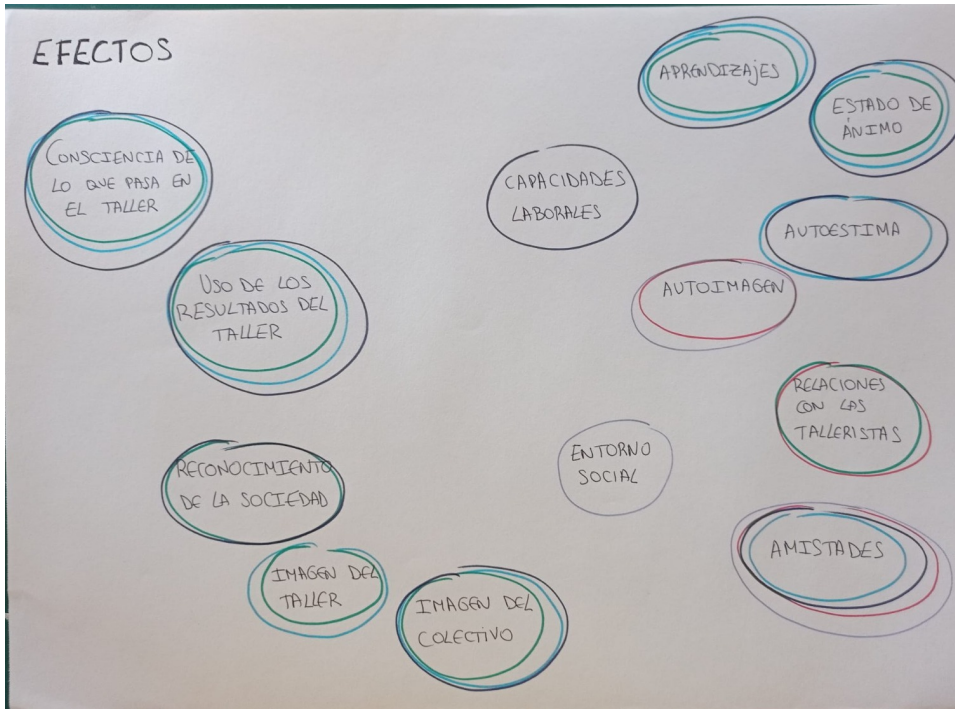 EFECTOS
CONSCIENCIA DE
LO QUE PASA EN
EL TALLER
USO DE LOS
RESULTADOS DEL
TALLER
RECONOCIMIENTO
DE LA SOCIEDAD
IMAGEN DEL
TALLER
IMAGEN DEL
COLECTIVO
CAPACIDADES
LABORALES
ENTORNO
SOCIAL
APRENDIZAJES
ESTADO DE
ÁNIMO
AUTOESTIMA
AUTOIMAGEN
RELACIONES
CON LAS
TALLERISTAS
AMISTADES